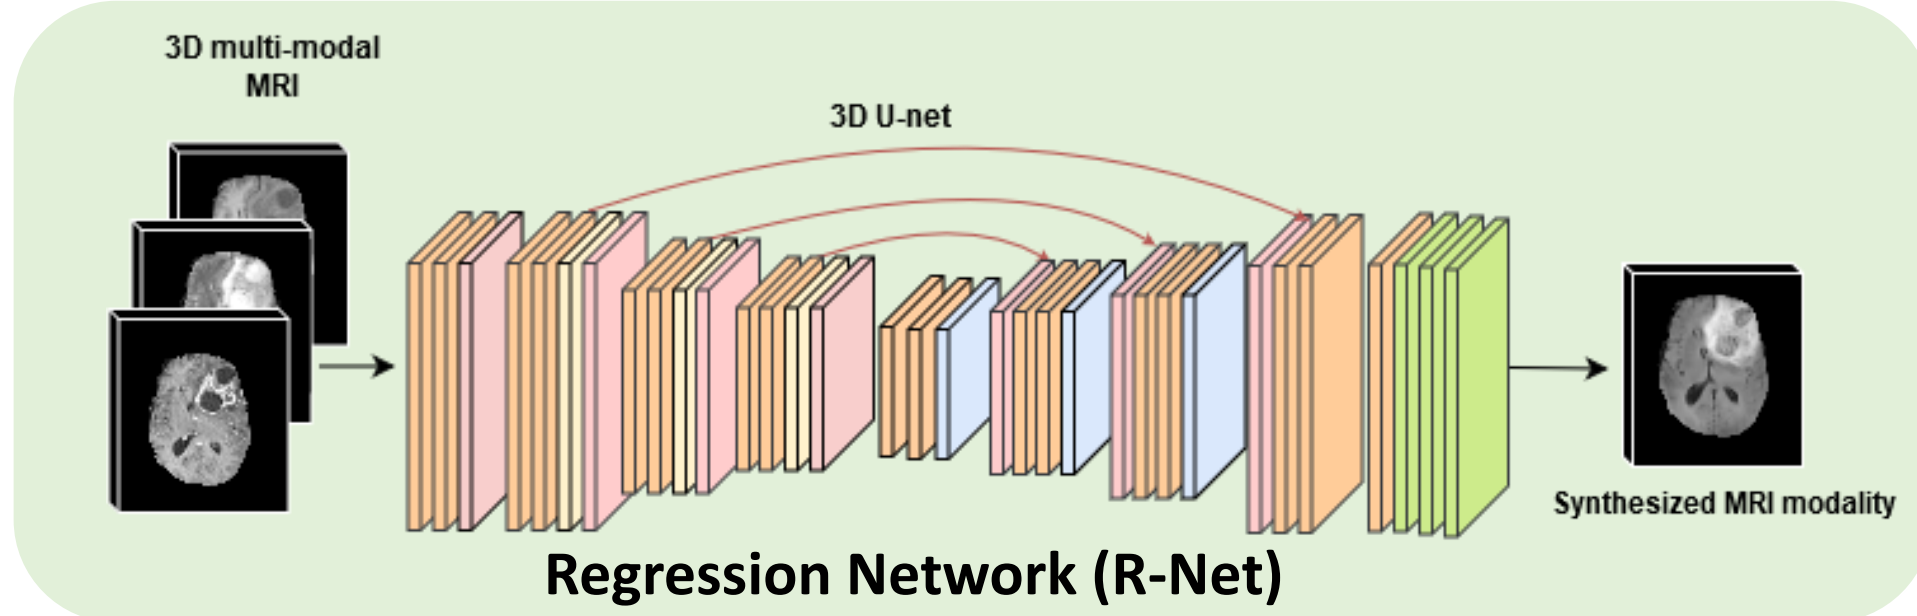 3D multi-modal
MRI
3D U-net
Synthesized MRI modality
Regression Network (R-Net)